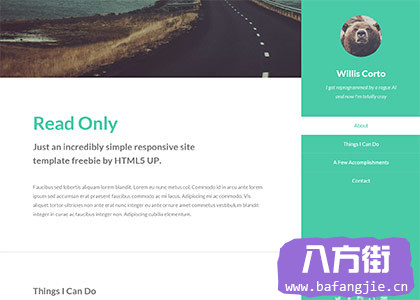 Read Only
Just an incredibly simple responsive site
template freebie by HTML5 UP.
Faucibus sed lobortis aliquam lorem blandit. Lorem eu nunc metus col. Commodo id in arcu ante lorem
ipsum sed accumsan erat praesent faucibus commodo ac mi lacus. Adipiscing mi ac commodo. Vis
aliquet tortor ultricies non ante erat nunc integer eu ante ornare amet commetus vestibulum blandit
integer in curae ac faucibus integer non. Adipiscing cubilia elementum.
Things I Can Do
Willis Corto
I got reprogrammed by a rogue AI
and now I'm totally cray
About
Things I Can Do
A Few Accomplishments
Contact
八方街
www.bafangjie.cn